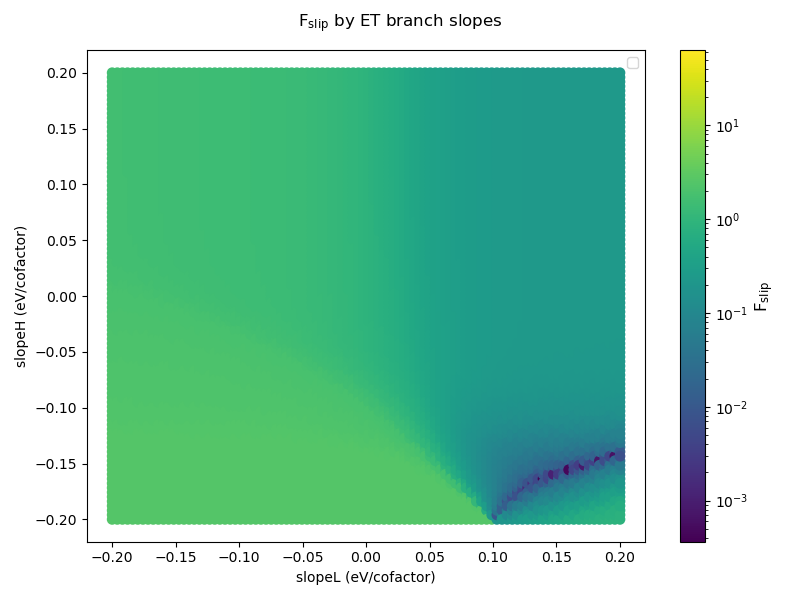 F_slip by ET branch slopes
slopeH (eV/cofactor)
0.20
0.15
0.10
0.05
0.00
−0.05
−0.10
−0.15
−0.20
−0.20 −0.15 −0.10 −0.05 0.00 0.05 0.10 0.15 0.20
slopeL (eV/cofactor)
10¹
10⁰
10⁻¹
10⁻²
10⁻³
F_slip